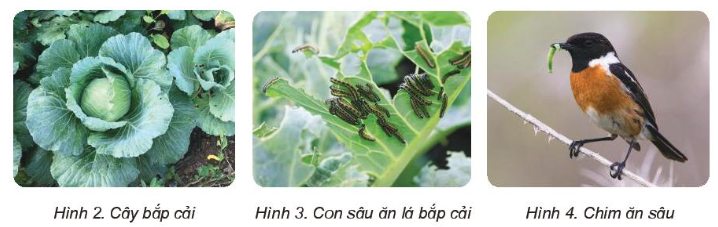 Hình 2. Cây bắp cải
Hình 3. Con sâu ăn lá bắp cải
Hình 4. Chim ăn sâu